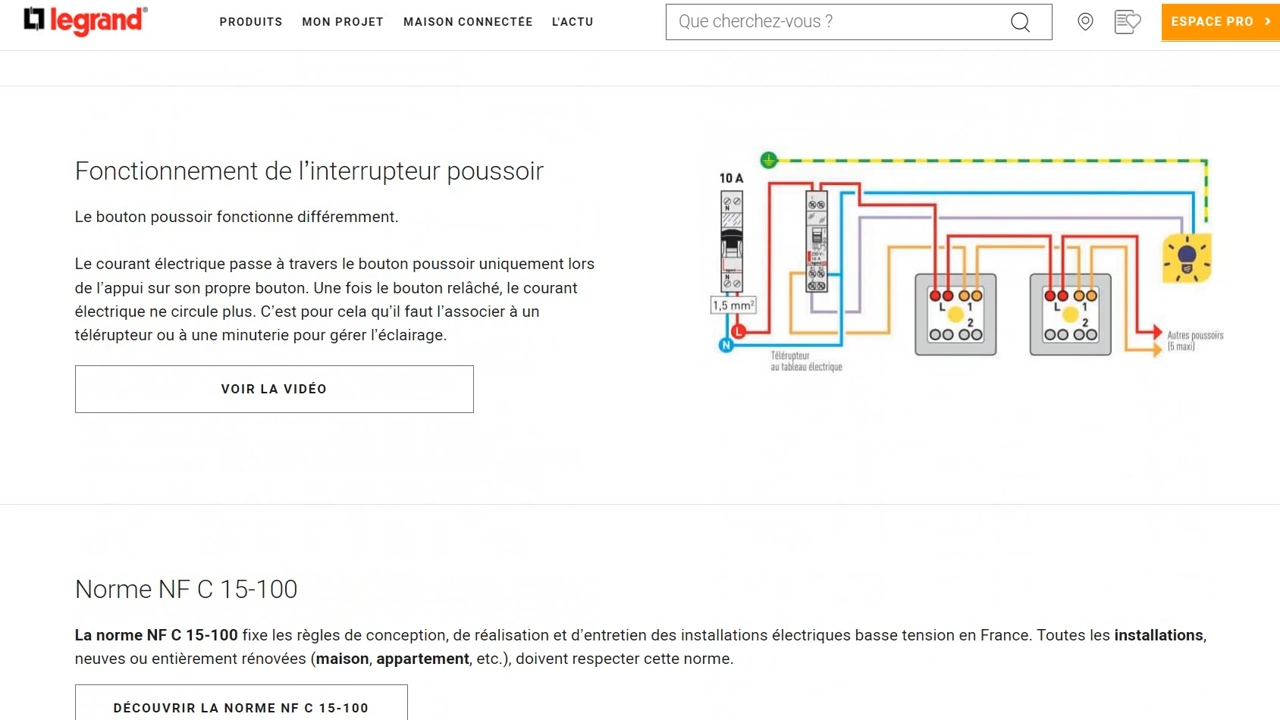 legrand®
PRODUITS MON PROJET MAISON CONNECTÉE L'ACTU
Que cherchez-vous ?
ESPACE PRO
Fonctionnement de l’interrupteur poussoir
Le bouton poussoir fonctionne différemment.
Le courant électrique passe à travers le bouton poussoir uniquement lors
de l’appui sur son propre bouton. Une fois le bouton relâché, le courant
électrique ne circule plus. C’est pour cela qu’il faut l’associer à un
télérupteur ou à une minuterie pour gérer l’éclairage.
VOIR LA VIDÉO
10 A
N
N
1,5 mm²
L
N
Télérupteur
au tableau électrique
L 1
2
L 1
2
Autres poussoirs
(5 maxi)
Norme NF C 15-100
La norme NF C 15-100 fixe les règles de conception, de réalisation et d’entretien des installations électriques basse tension en France. Toutes les installations,
neuves ou entièrement rénovées (maison, appartement, etc.), doivent respecter cette norme.
DÉCOUVRIR LA NORME NF C 15-100